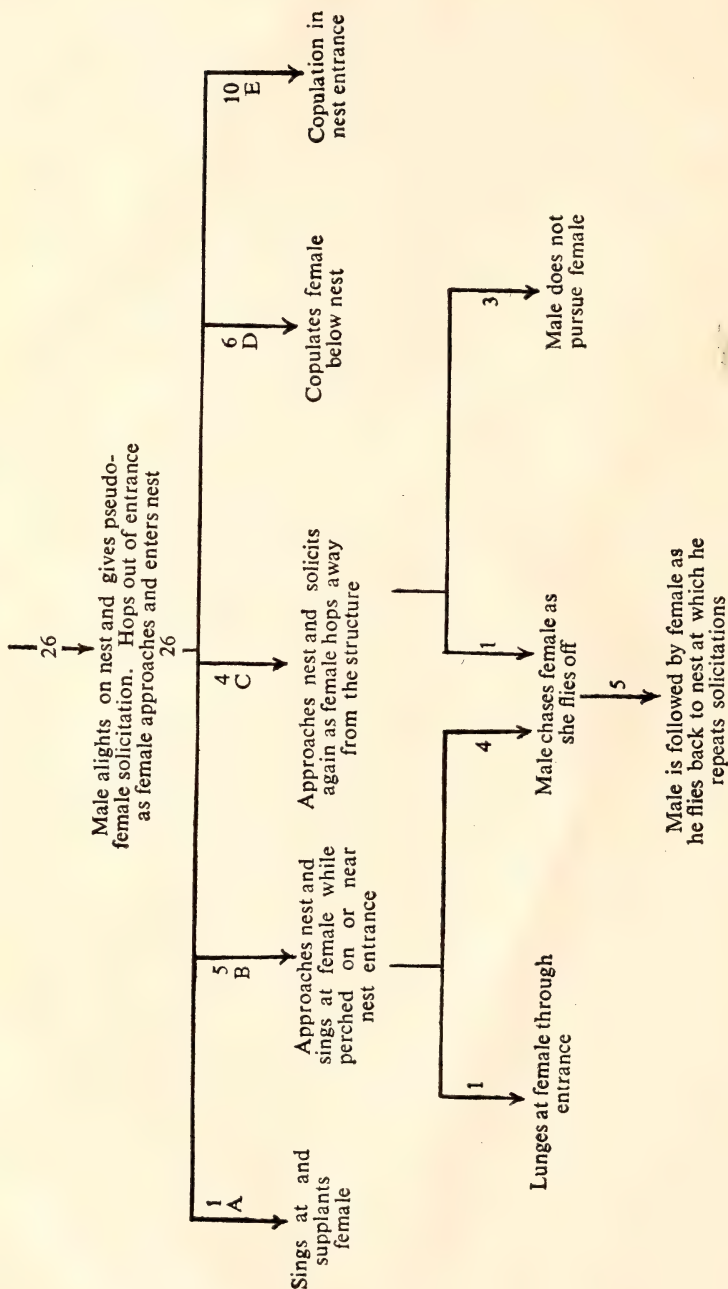 26
Male alights on nest and gives pseudo-
female solicitation. Hops out of entrance
as female approaches and enters nest
26
1
A
Sings at and
supplants
female
5
B
Approaches nest and
sings at female while
perched on or near
nest entrance
4
C
Approaches nest and solicits
again as female hops away
from the structure
6
D
Copulates female
below nest
10
E
Copulation in
nest entrance
1
Lunges at female through
entrance
4
1
Male chases female as
she flies off
3
Male does not
pursue female
5
Male is followed by female as
he flies back to nest at which he
repeats solicitations